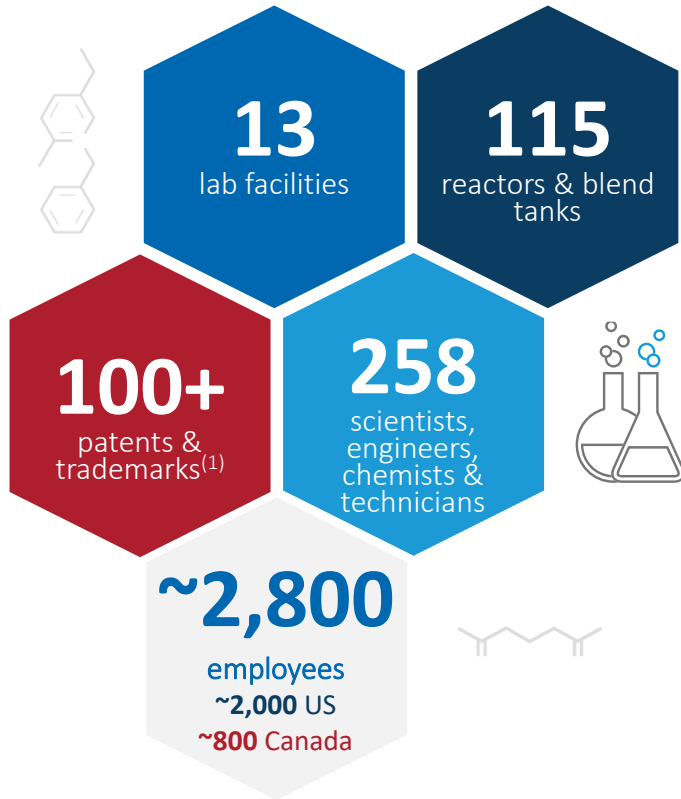 13
lab facilities
115
reactors & blend
tanks
100+
patents &
trademarks(1)
258
scientists,
engineers,
chemists &
technicians
~2,800
employees
~2,000 US
~800 Canada